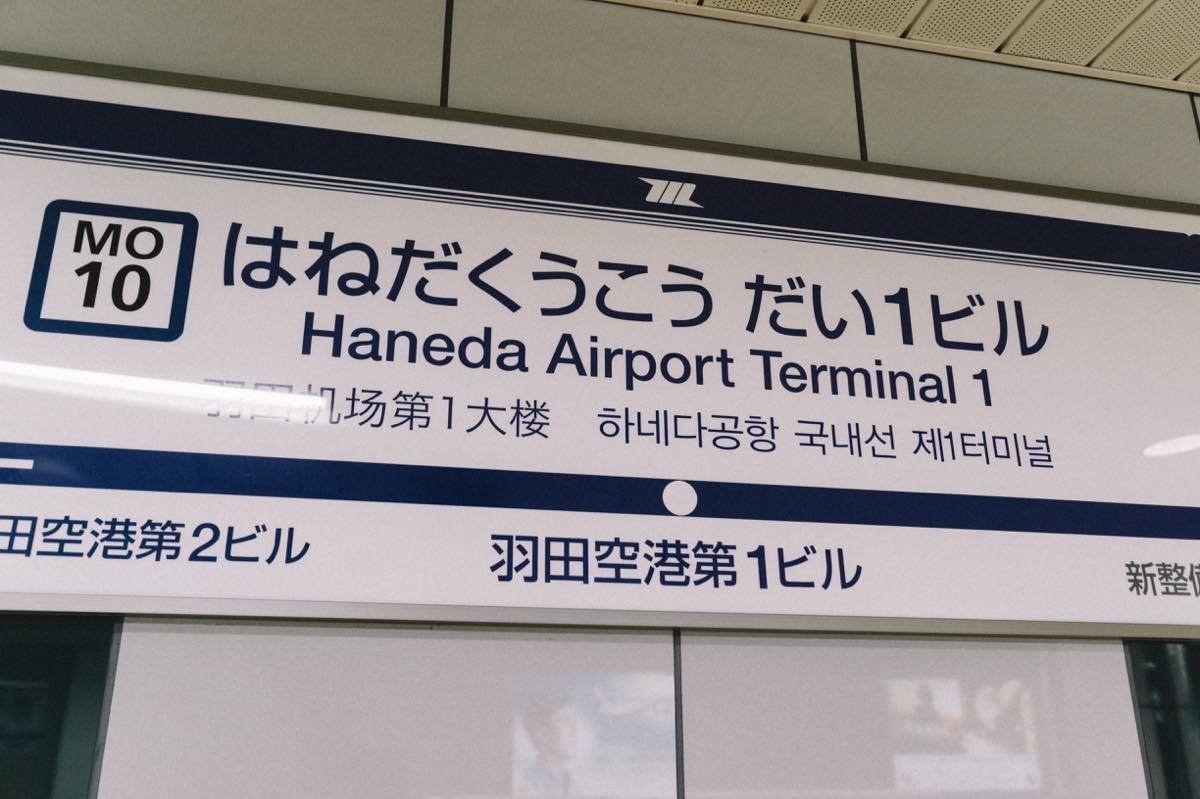 MO
10
はねだくうこう だい1ビル
Haneda Airport Terminal 1
羽田机场第1大楼 하네다공항 국내선 제1터미널
田空港第2ビル 羽田空港第1ビル 新整備